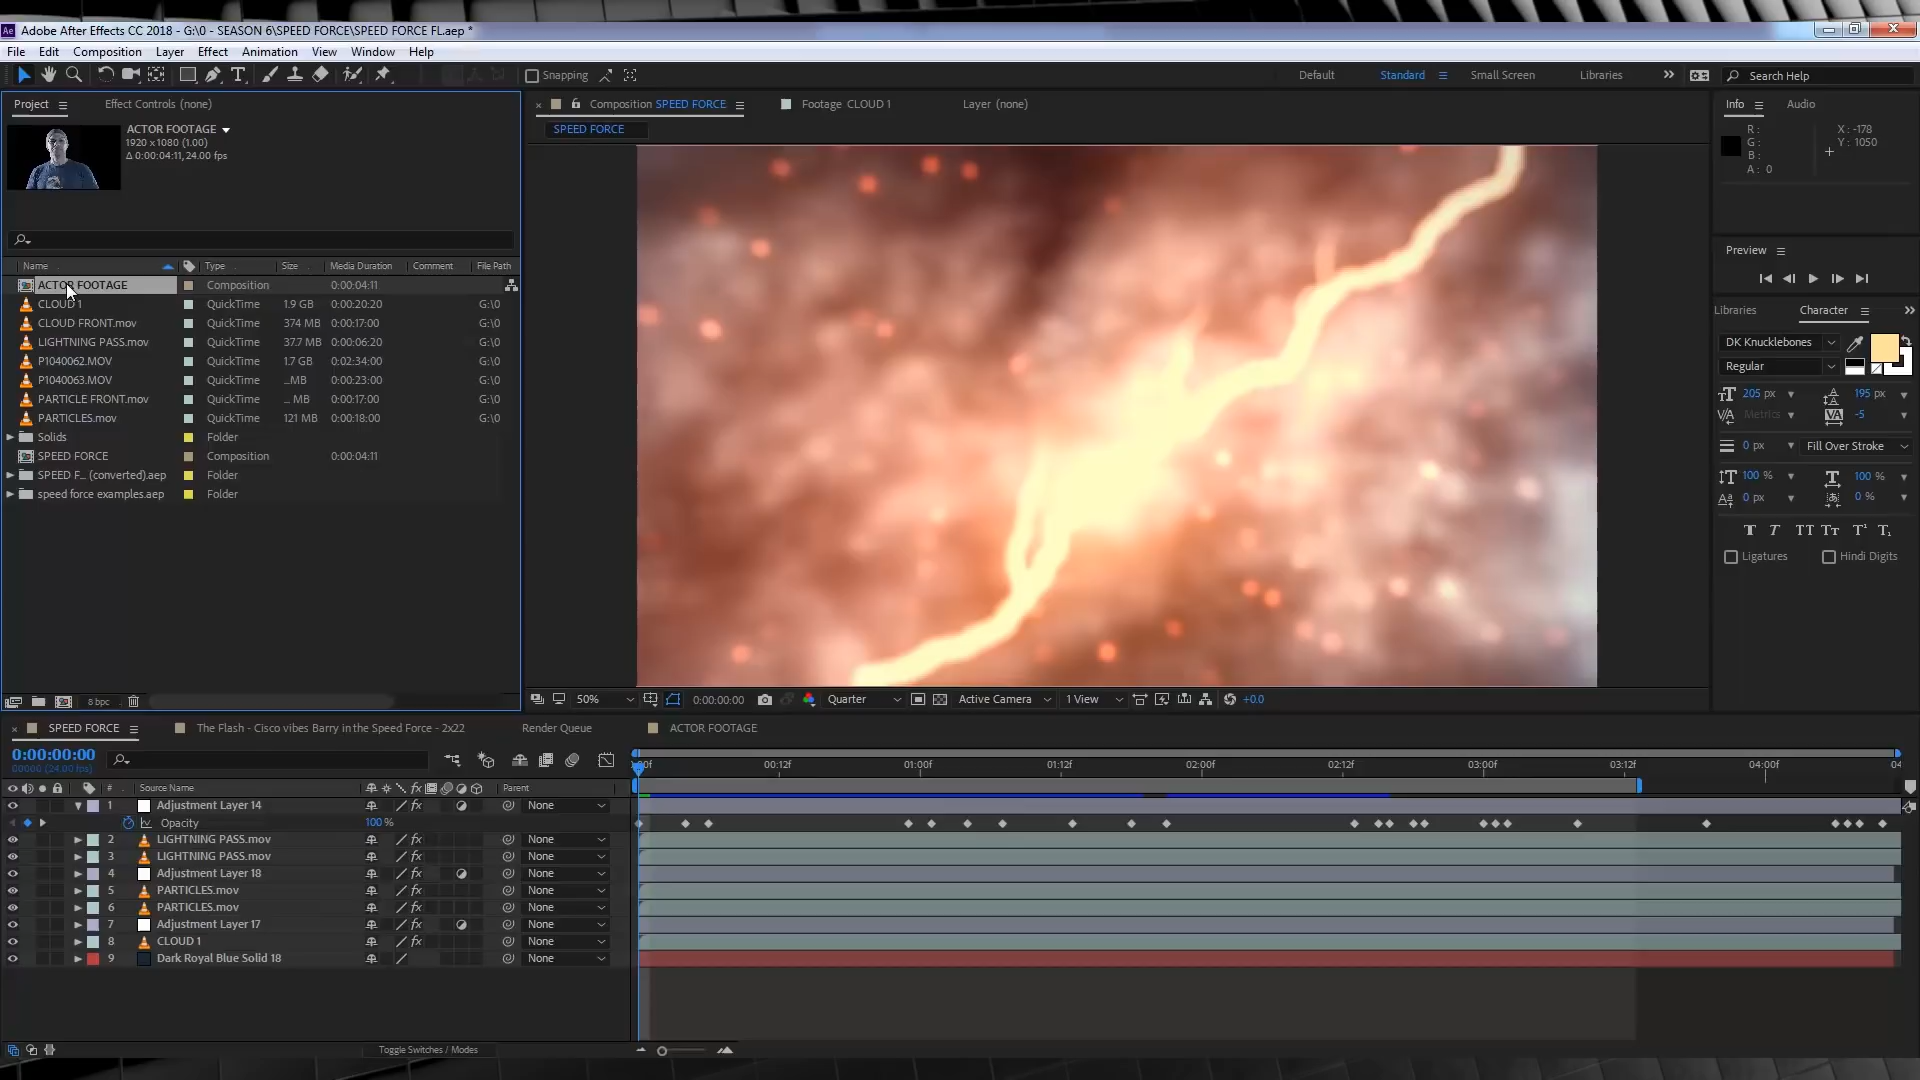 Adobe After Effects CC 2018 - G:\0 - SEASON 6\SPEED FORCE\SPEED FORCE FL.aep *
File Edit Composition Layer Effect Animation View Window Help
Snapping Default Standard Small Screen Libraries Search Help
Project Effect Controls (none)
ACTOR FOOTAGE
1920 x1080 (1.00)
Δ 0:00:04:11, 24.00 fps
Composition SPEED FORCE Footage CLOUD 1 Layer (none)
SPEED FORCE
Name Type Size Media Duration Comment File Path
ACTOR FOOTAGE Composition 0:00:04:11
CLOUD 1 QuickTime 1.9 GB 0:00:20:20 G:\0
CLOUD FRONT.mov QuickTime 374 MB 0:00:17:00 G:\0
LIGHTNING PASS.mov QuickTime 37.7 MB 0:00:06:20 G:\0
P1040062.MOV QuickTime 1.7 GB 0:02:34:00 G:\0
P1040063.MOV QuickTime ...MB 0:00:23:00 G:\0
PARTICLE FRONT.mov QuickTime ... MB 0:00:17:00 G:\0
PARTICLES.mov QuickTime 121 MB 0:00:18:00 G:\0
Solids Folder
SPEED FORCE Composition 0:00:04:11
SPEED F... (converted).aep Folder
speed force examples.aep Folder
8 bpc
50% 0:00:00:00 Quarter Active Camera 1 View +0.0
Info Audio
R :
G :
B :
A : 0
X : -178
Y : 1050
Preview
Libraries Character
DK Knucklebones
Regular
205 px 195 px
Metrics -5
0 px Fill Over Stroke
100 % 100 %
0 px 0 %
T T TT Tт T¹ T₁
Ligatures Hindi Digits
SPEED FORCE The Flash - Cisco vibes Barry in the Speed Force - 2x22 Render Queue ACTOR FOOTAGE
0:00:00:00
00000 (24.00 fps)
:00f 00:12f 01:00f 01:12f 02:00f 02:12f 03:00f 03:12f 04:00f 04
# Source Name Parent
1 Adjustment Layer 14 None
Opacity 100 %
2 LIGHTNING PASS.mov None
3 LIGHTNING PASS.mov None
4 Adjustment Layer 18 None
5 PARTICLES.mov None
6 PARTICLES.mov None
7 Adjustment Layer 17 None
8 CLOUD 1 None
9 Dark Royal Blue Solid 18 None
Toggle Switches / Modes